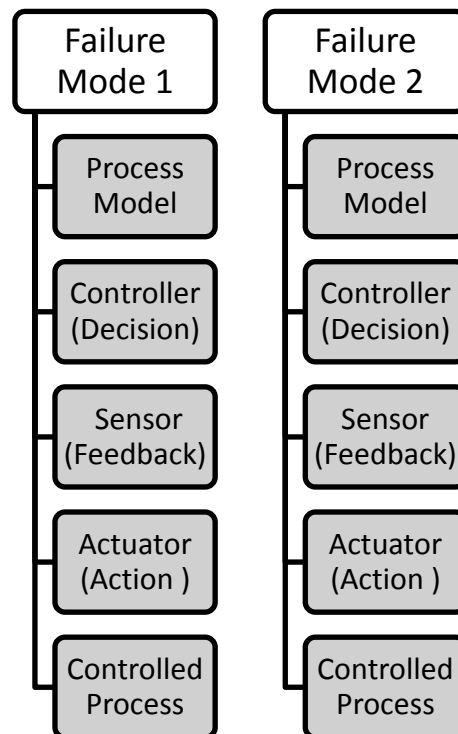 Failure
Mode 1
Process
Model
Controller
(Decision)
Sensor
(Feedback)
Actuator
(Action )
Controlled
Process
Failure
Mode 2
Process
Model
Controller
(Decision)
Sensor
(Feedback)
Actuator
(Action )
Controlled
Process